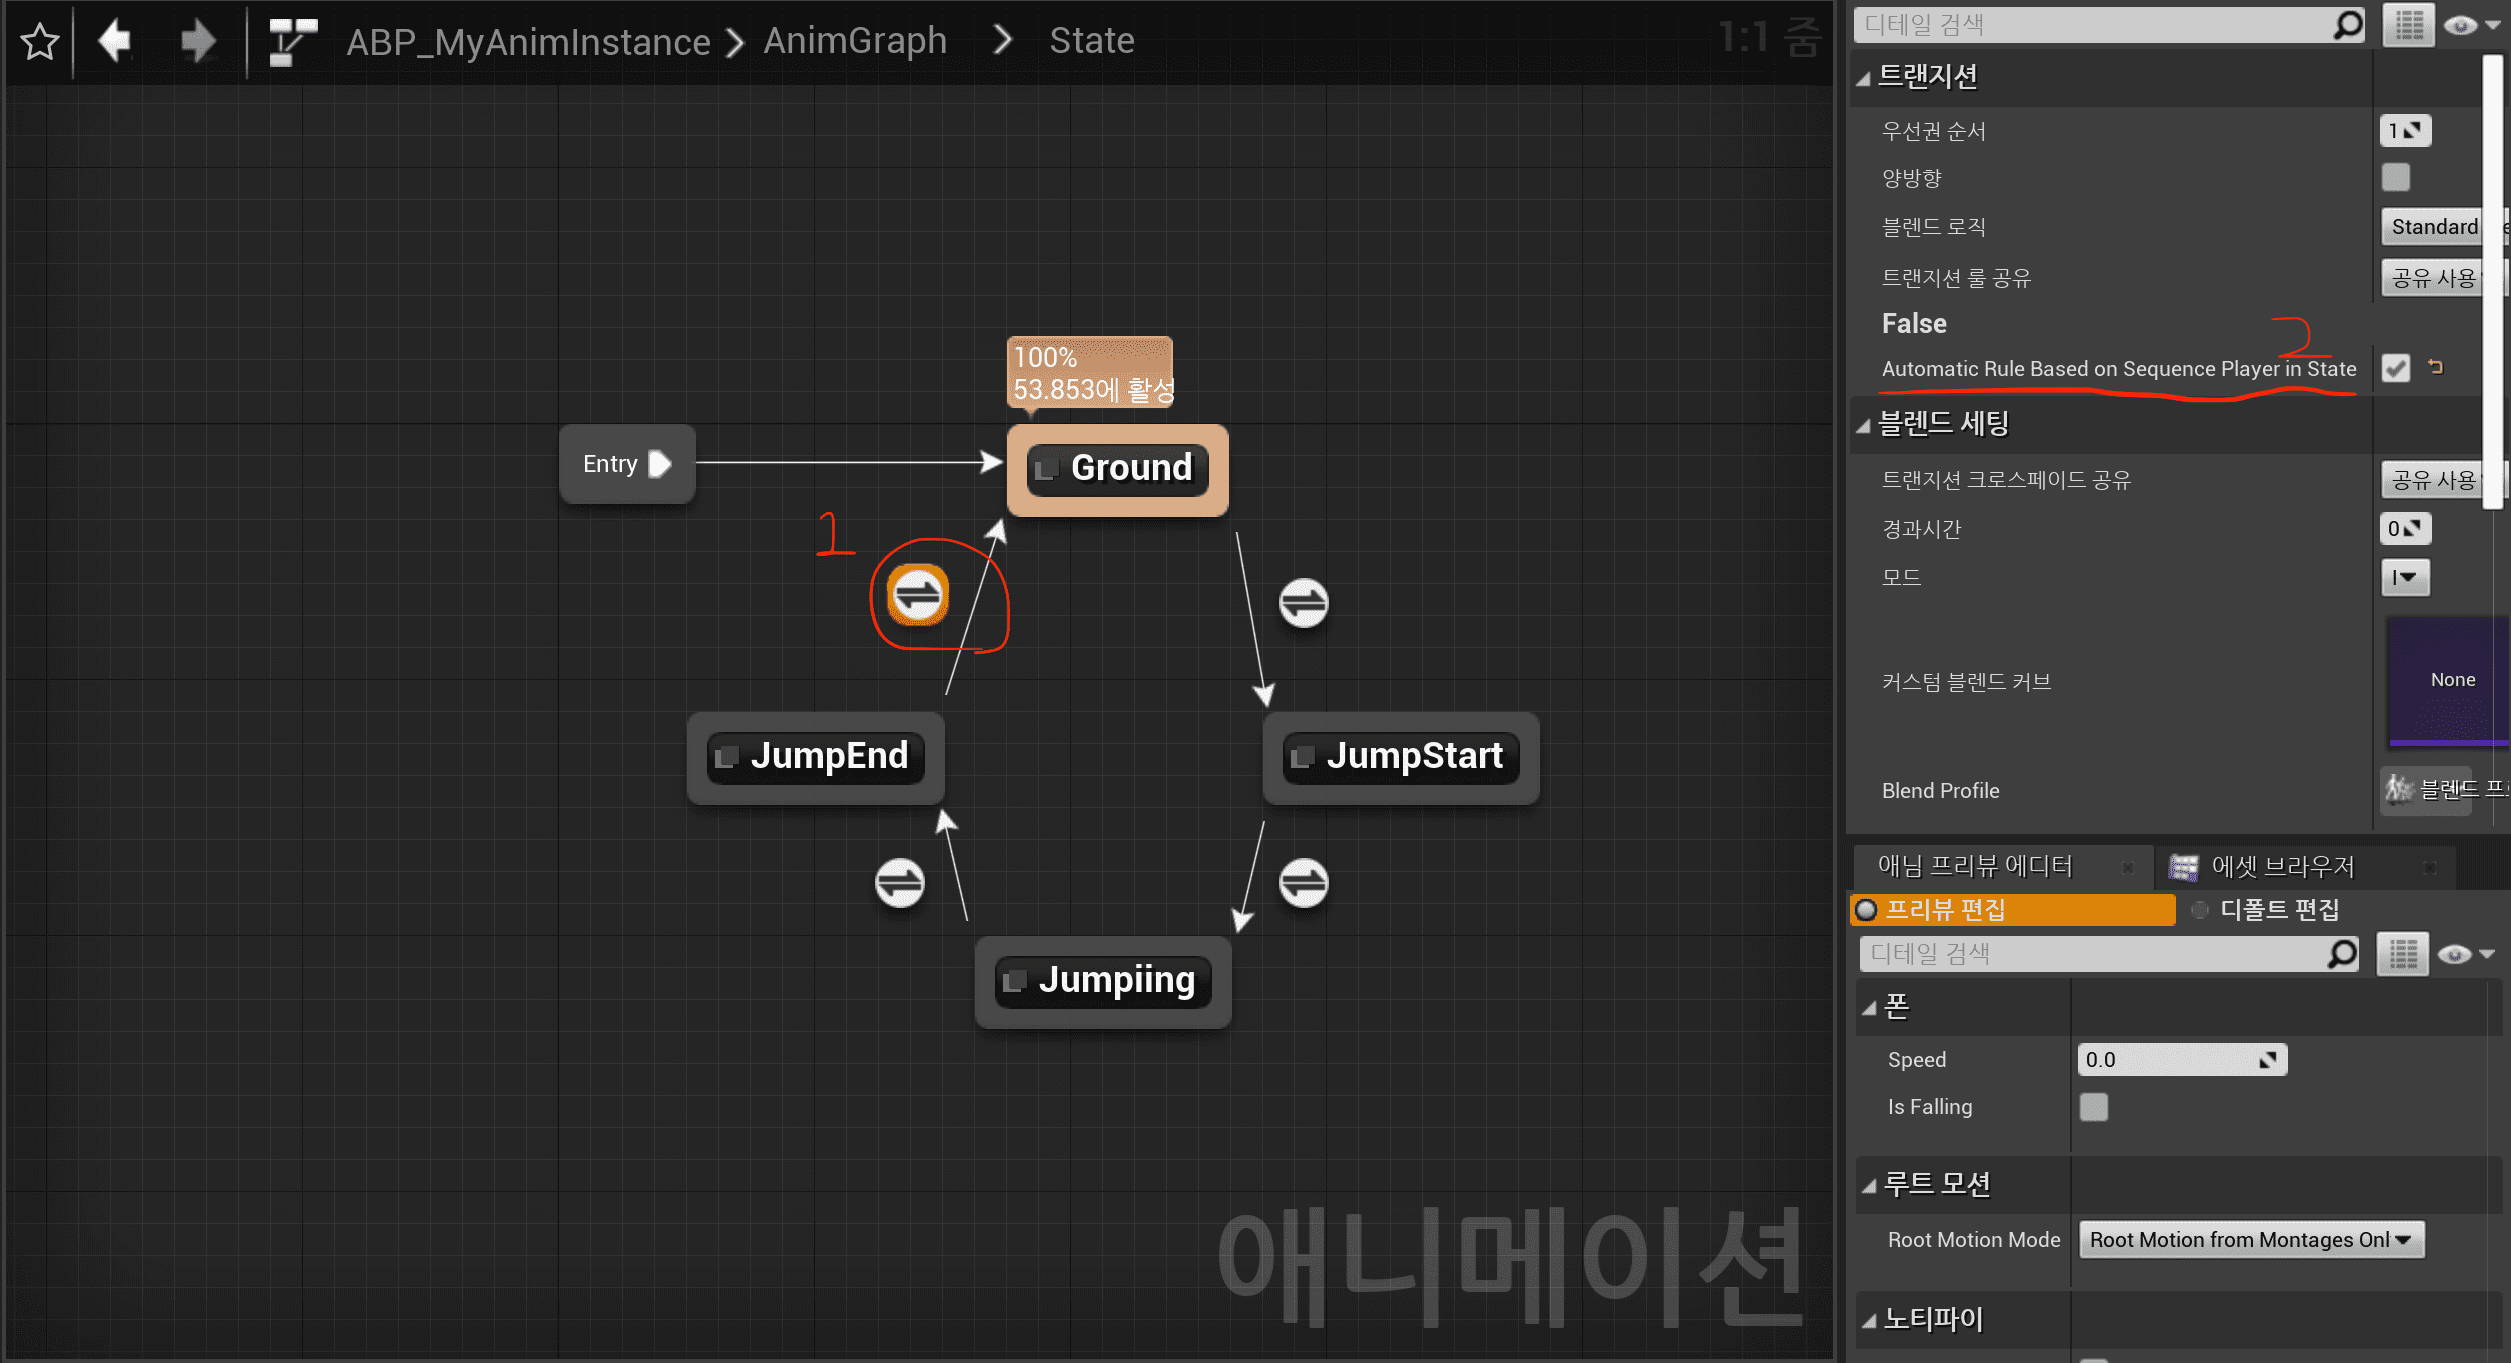 ABP_MyAnimInstance > AnimGraph > State
1:1 줌
100%
53.853에 활성
Entry
Ground
1
JumpEnd
JumpStart
Jumpiing
애니메이션
디테일 검색
트랜지션
우선권 순서 1
양방향
블렌드 로직 Standard
트랜지션 룰 공유 공유 사용
False
2
Automatic Rule Based on Sequence Player in State
블렌드 세팅
트랜지션 크로스페이드 공유 공유 사용
경과시간 0
모드 I
커스텀 블렌드 커브 None
Blend Profile 블렌드 프
애님 프리뷰 에디터 에셋 브라우저
프리뷰 편집 디폴트 편집
디테일 검색
폰
Speed 0.0
Is Falling
루트 모션
Root Motion Mode Root Motion from Montages Onl
노티파이